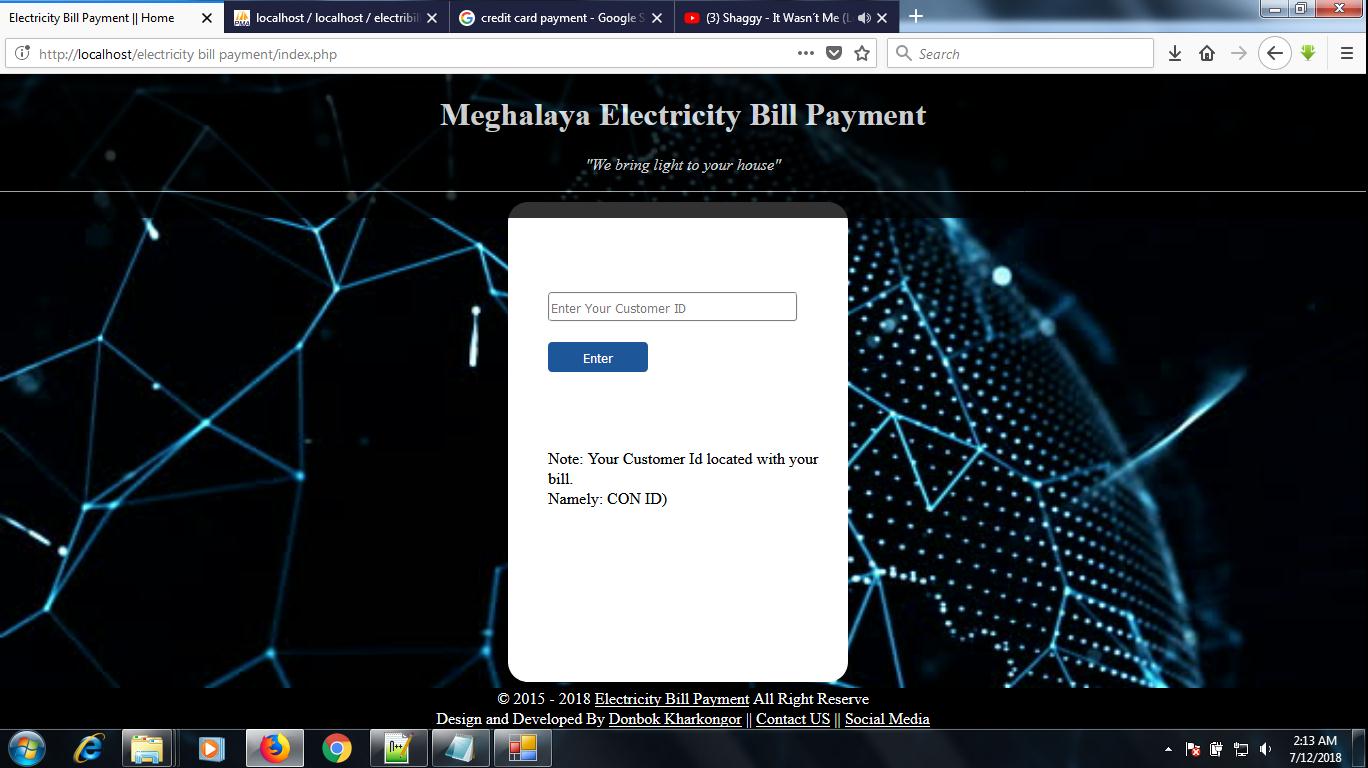 Electricity Bill Payment || Home
localhost / localhost / electribil
credit card payment - Google S
(3) Shaggy - It Wasn´t Me (L
http://localhost/electricity bill payment/index.php
Search
Meghalaya Electricity Bill Payment
"We bring light to your house"
Enter Your Customer ID
Enter
Note: Your Customer Id located with your
bill.
Namely: CON ID)
© 2015 - 2018 Electricity Bill Payment All Right Reserve
Design and Developed By Donbok Kharkongor || Contact US || Social Media
2:13 AM
7/12/2018